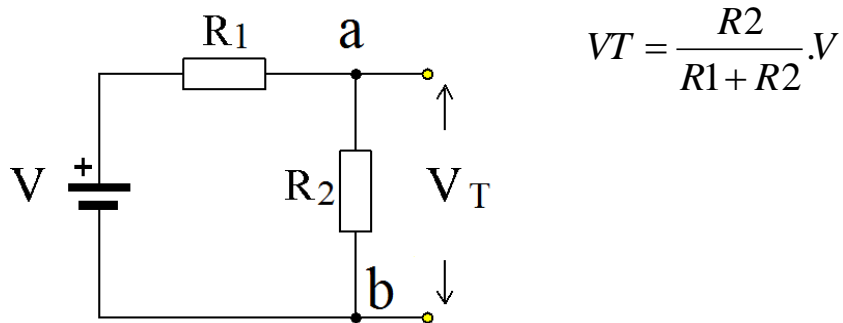 R1
a
VT = R2 / R1 + R2 .V
+
V
R2
VT
b